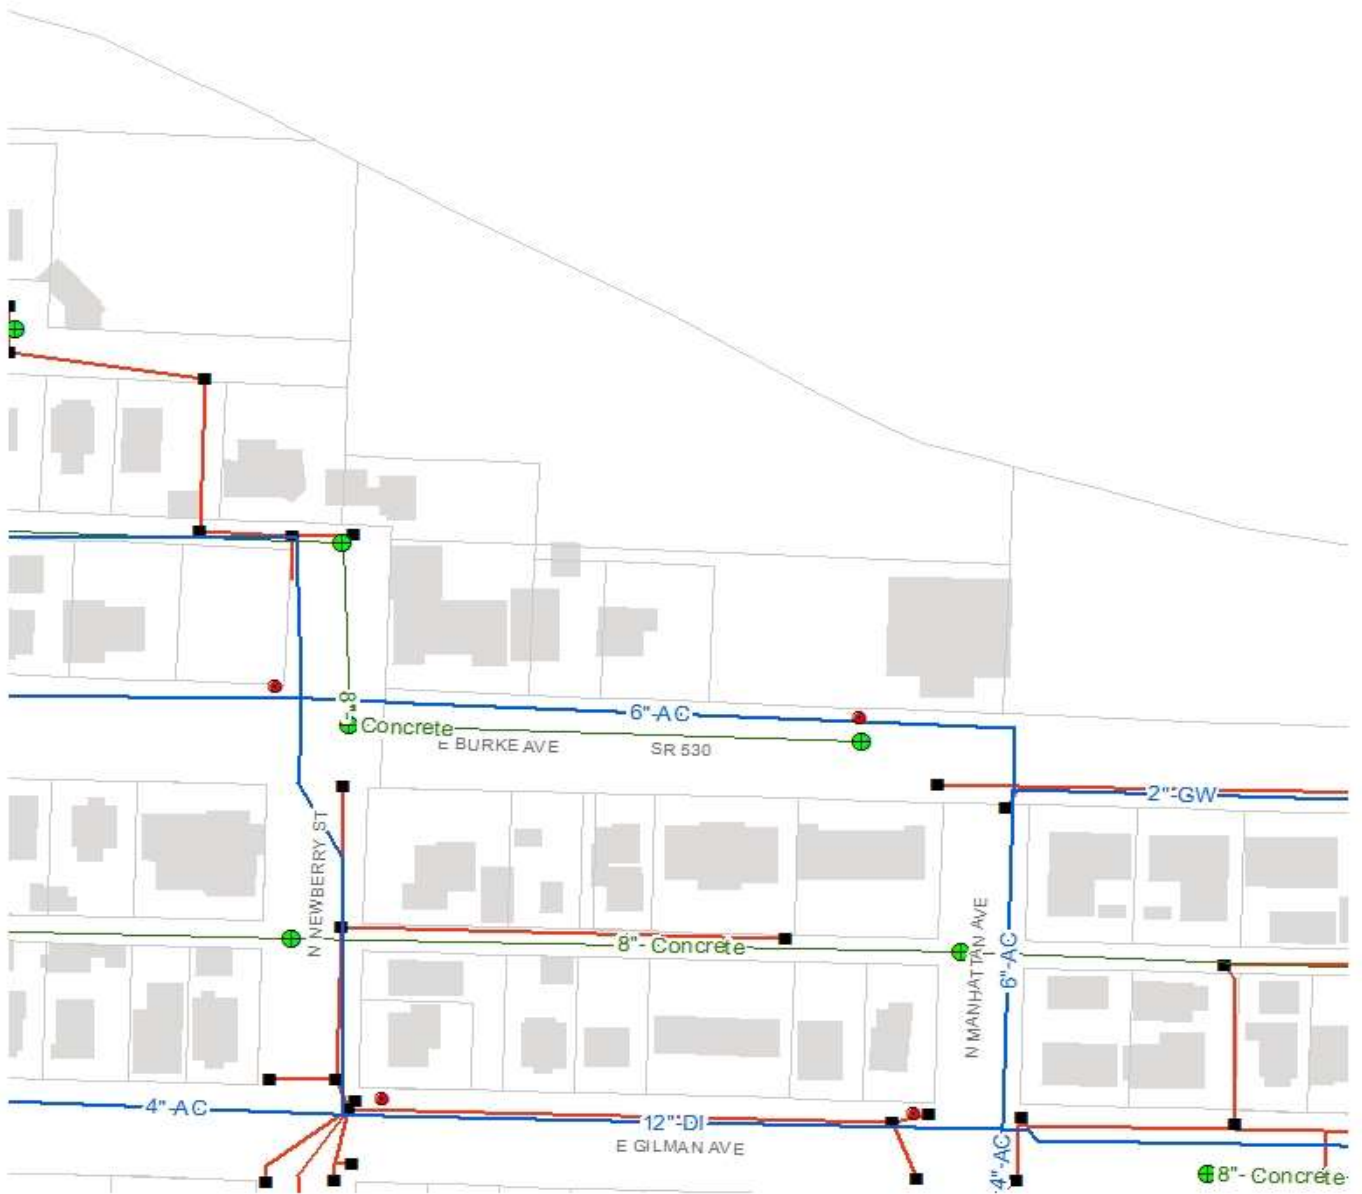 8"-
Concrete
6"-AC
E BURKE AVE
SR 530
2"-GW
N NEWBERRY ST
8"- Concrete
N MANHATTAN AVE
6"-AC
4"-AC
12"-DI
E GILMAN AVE
4"-AC
8"- Concrete